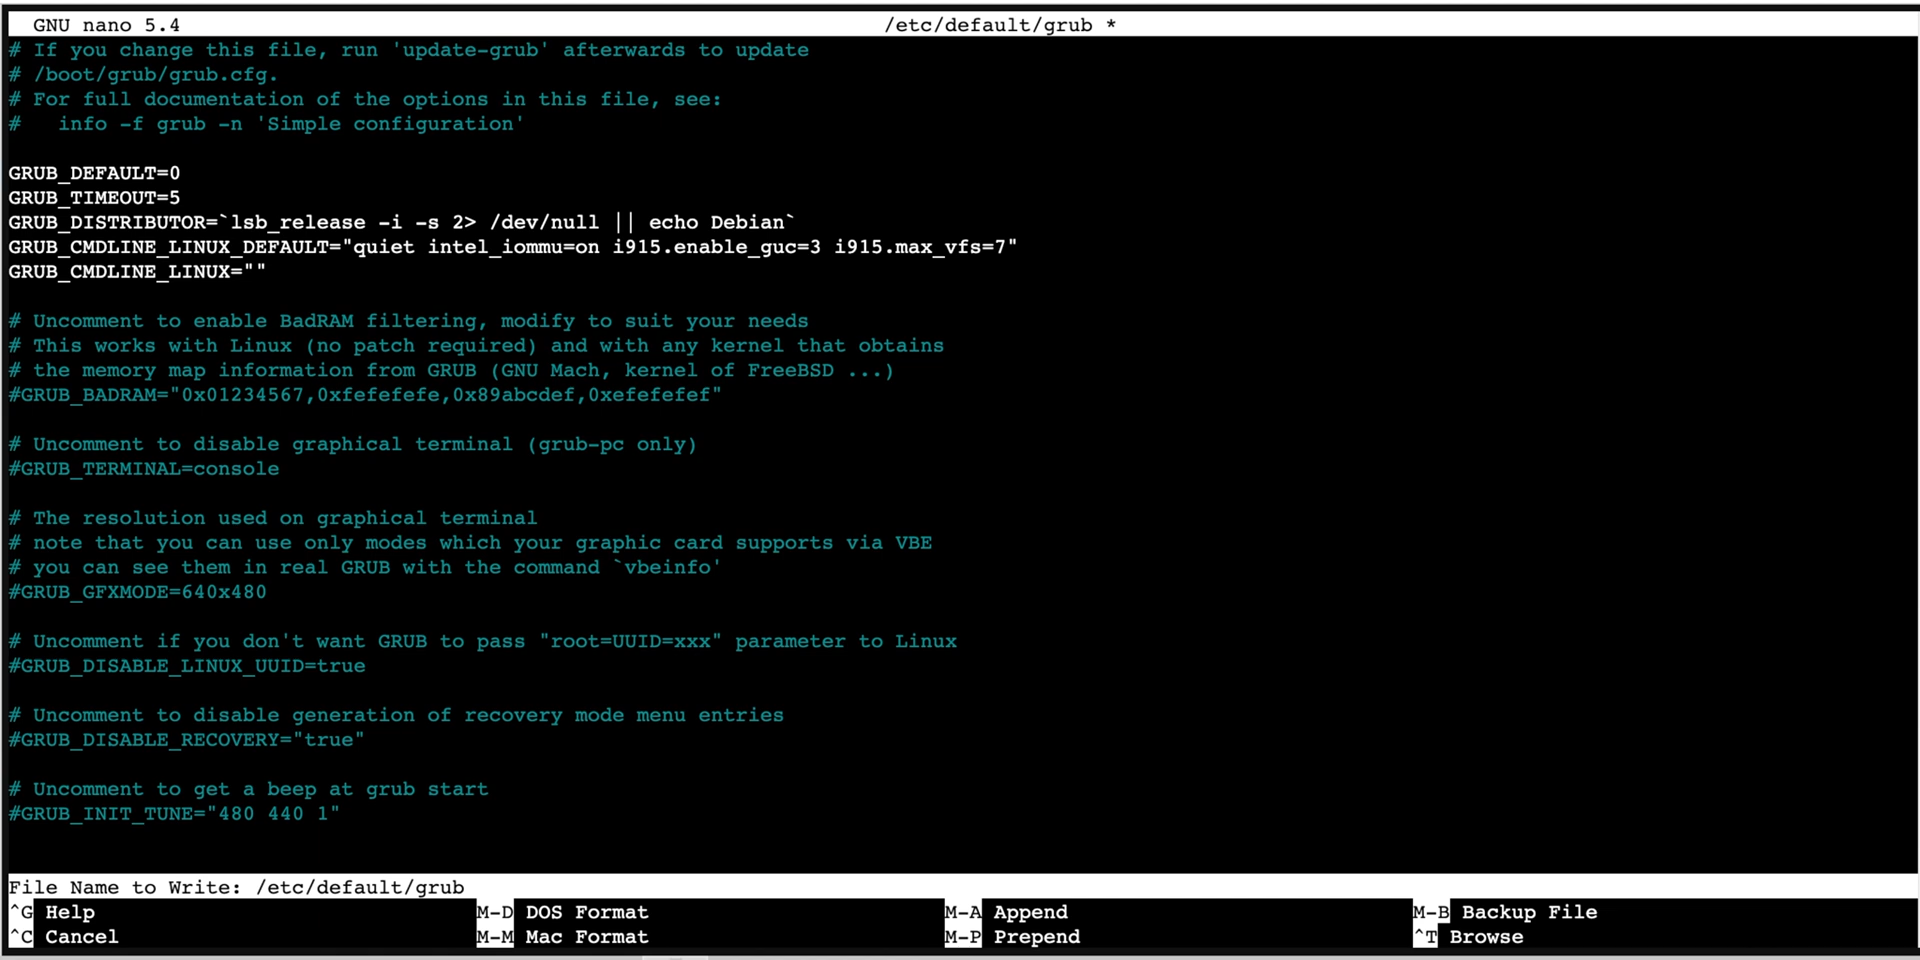 GNU nano 5.4 /etc/default/grub *
# If you change this file, run 'update-grub' afterwards to update
# /boot/grub/grub.cfg.
# For full documentation of the options in this file, see:
#   info -f grub -n 'Simple configuration'
GRUB_DEFAULT=0
GRUB_TIMEOUT=5
GRUB_DISTRIBUTOR=`lsb_release -i -s 2> /dev/null || echo Debian`
GRUB_CMDLINE_LINUX_DEFAULT="quiet intel_iommu=on i915.enable_guc=3 i915.max_vfs=7"
GRUB_CMDLINE_LINUX=""
# Uncomment to enable BadRAM filtering, modify to suit your needs
# This works with Linux (no patch required) and with any kernel that obtains
# the memory map information from GRUB (GNU Mach, kernel of FreeBSD ...)
#GRUB_BADRAM="0x01234567,0xfefefefe,0x89abcdef,0xefefefef"
# Uncomment to disable graphical terminal (grub-pc only)
#GRUB_TERMINAL=console
# The resolution used on graphical terminal
# note that you can use only modes which your graphic card supports via VBE
# you can see them in real GRUB with the command `vbeinfo'
#GRUB_GFXMODE=640x480
# Uncomment if you don't want GRUB to pass "root=UUID=xxx" parameter to Linux
#GRUB_DISABLE_LINUX_UUID=true
# Uncomment to disable generation of recovery mode menu entries
#GRUB_DISABLE_RECOVERY="true"
# Uncomment to get a beep at grub start
#GRUB_INIT_TUNE="480 440 1"
File Name to Write: /etc/default/grub
^G Help M-D DOS Format M-A Append M-B Backup File
^C Cancel M-M Mac Format M-P Prepend ^T Browse